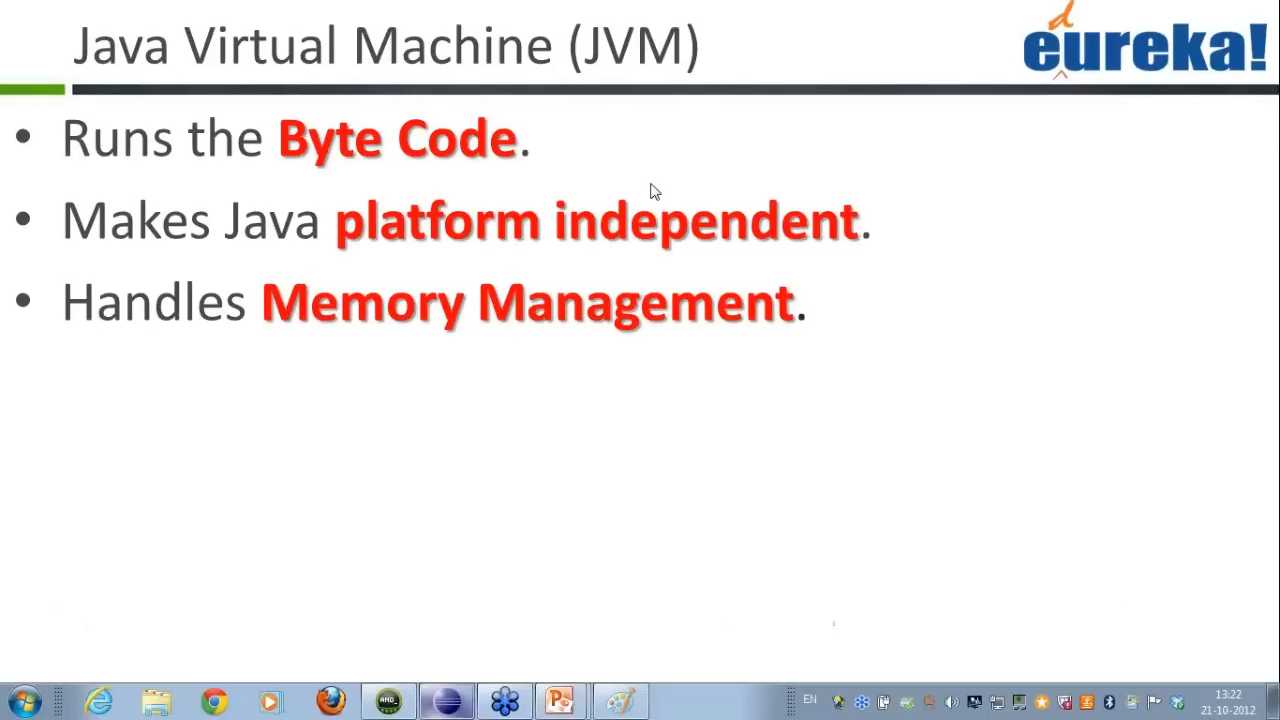 Java Virtual Machine (JVM)
edureka!
• Runs the Byte Code.
• Makes Java platform independent.
• Handles Memory Management.
EN
13:22
21-10-2012